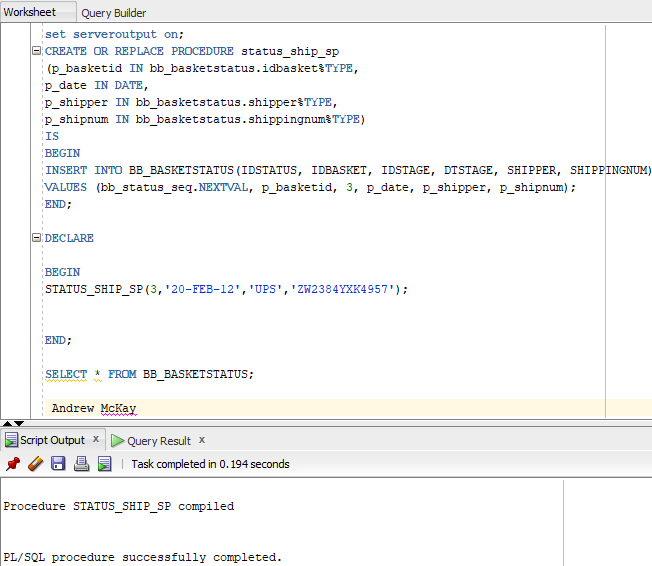 Worksheet Query Builder
set serveroutput on;
CREATE OR REPLACE PROCEDURE status_ship_sp
(p_basketid IN bb_basketstatus.idbasket%TYPE,
p_date IN DATE,
p_shipper IN bb_basketstatus.shipper%TYPE,
p_shipnum IN bb_basketstatus.shippingnum%TYPE)
IS
BEGIN
INSERT INTO BB_BASKETSTATUS(IDSTATUS, IDBASKET, IDSTAGE, DTSTAGE, SHIPPER, SHIPPINGNUM)
VALUES (bb_status_seq.NEXTVAL, p_basketid, 3, p_date, p_shipper, p_shipnum);
END;
DECLARE
BEGIN
STATUS_SHIP_SP(3,'20-FEB-12','UPS','ZW2384YXK4957');
END;
SELECT * FROM BB_BASKETSTATUS;
Andrew McKay
Script Output x Query Result x
Task completed in 0.194 seconds
Procedure STATUS_SHIP_SP compiled
PL/SQL procedure successfully completed.